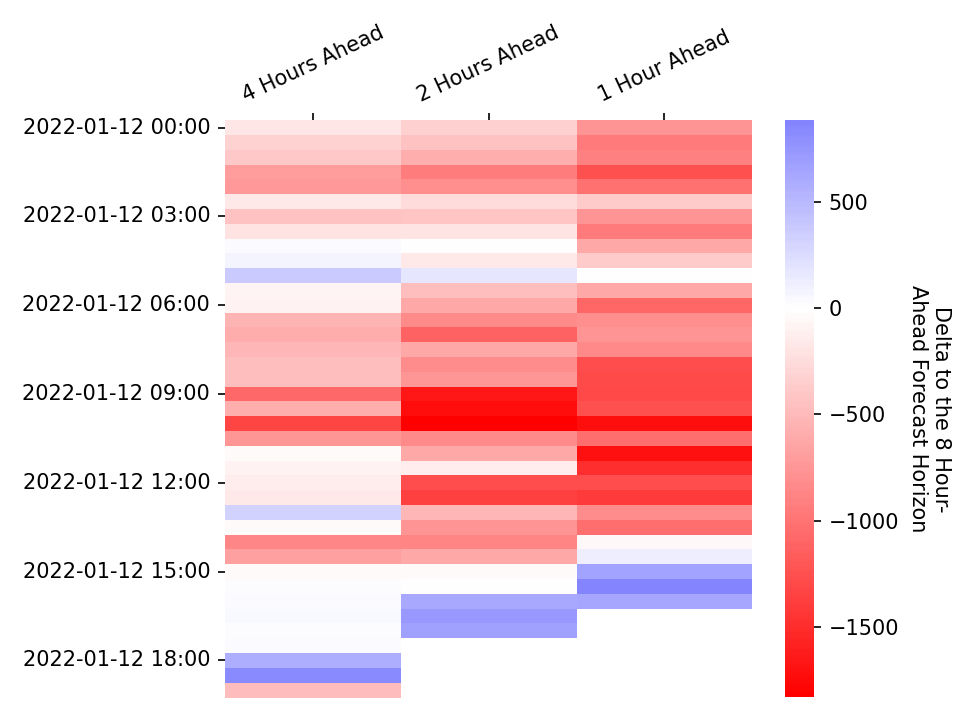 4 Hours Ahead
2 Hours Ahead
1 Hour Ahead
2022-01-12 00:00
2022-01-12 03:00
2022-01-12 06:00
2022-01-12 09:00
2022-01-12 12:00
2022-01-12 15:00
2022-01-12 18:00
500
0
−500
−1000
−1500
Delta to the 8 Hour-
Ahead Forecast Horizon